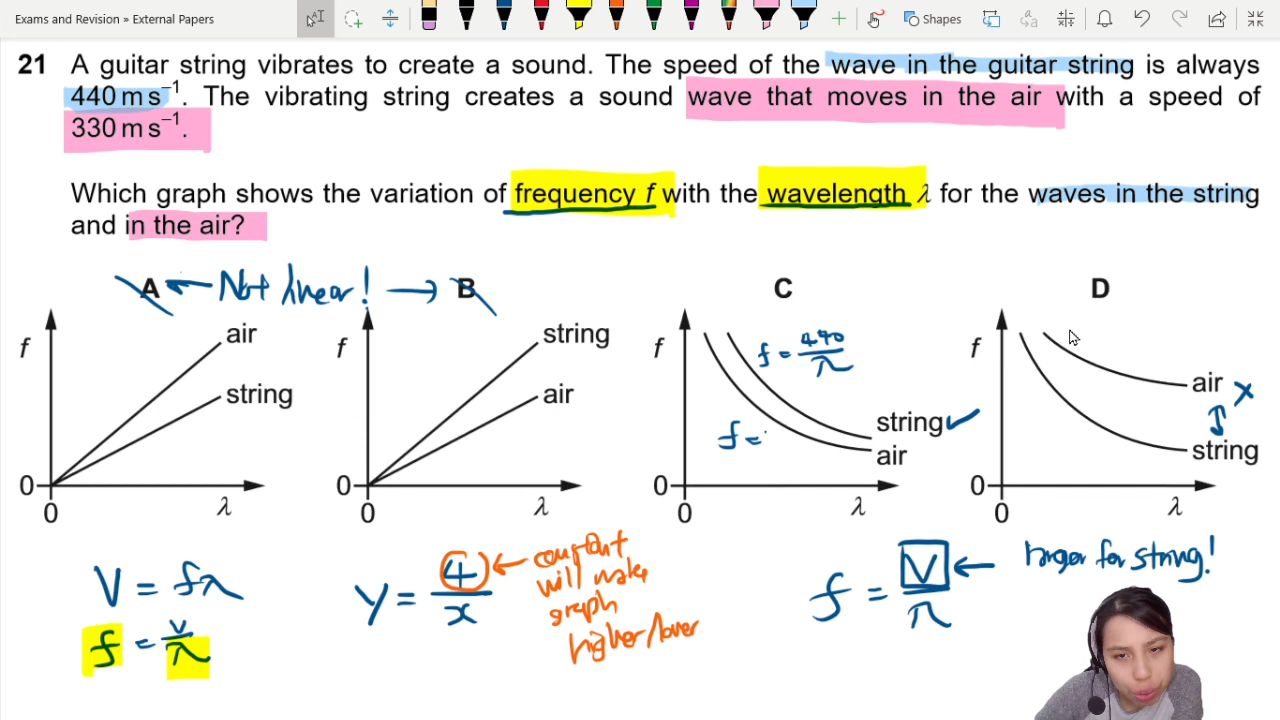 Exams and Revision » External Papers
Shapes
21 A guitar string vibrates to create a sound. The speed of the wave in the guitar string is always
440 m s⁻¹. The vibrating string creates a sound wave that moves in the air with a speed of
330 m s⁻¹.
Which graph shows the variation of frequency f with the wavelength λ for the waves in the string
and in the air?
A ← Not linear! → B
C
D
f
air
string
0
0
λ
f
string
air
0
0
λ
f
f = 440/λ
f =
string ✓
air
0
0
λ
f
air ✗
string
0
0
λ
V = fλ
f = v/λ
y = 4/x
← constant
will make
graph
higher/lower
f = V/λ ← larger for string!